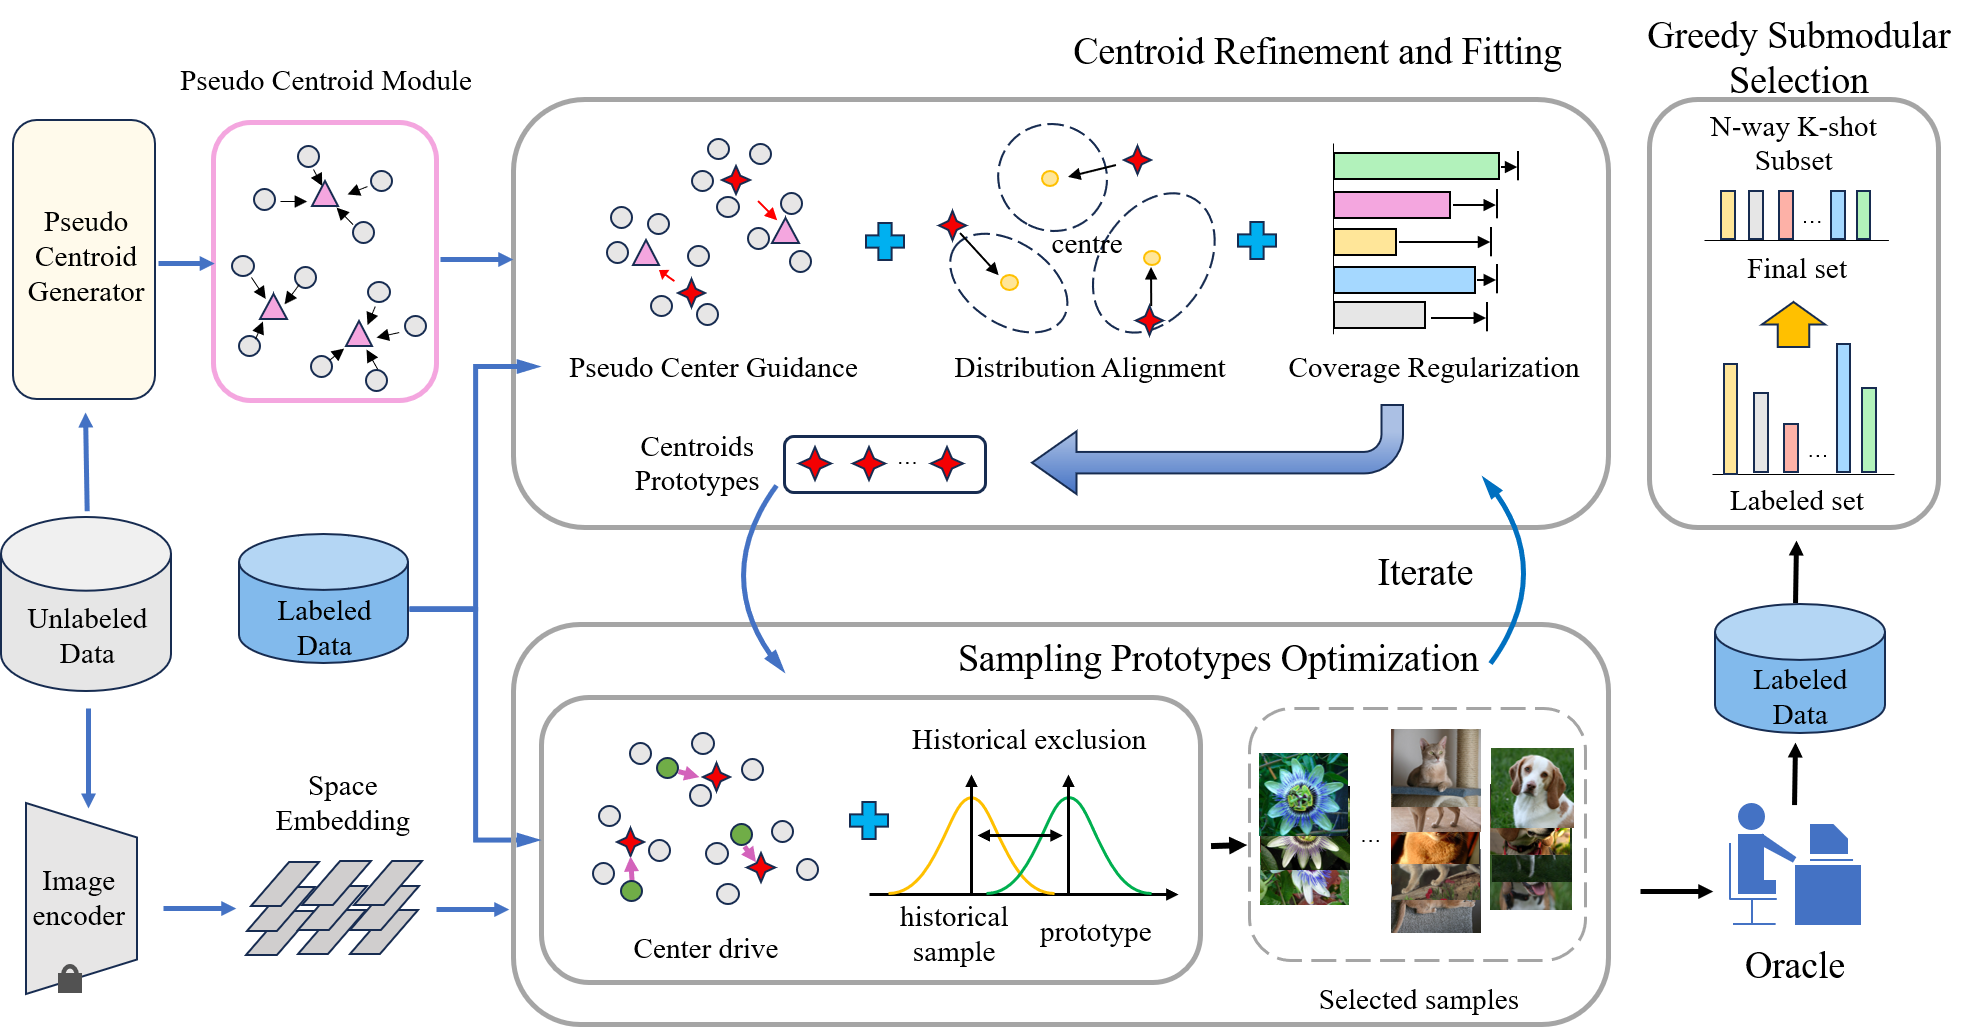 Pseudo Centroid Module
Pseudo
Centroid
Generator
Unlabeled
Data
Labeled
Data
Image
encoder
Space
Embedding
Centroid Refinement and Fitting
centre
Pseudo Center Guidance
Distribution Alignment
Coverage Regularization
Centroids
Prototypes
...
Iterate
Sampling Prototypes Optimization
Center drive
Historical exclusion
historical
sample
prototype
...
Selected samples
Greedy Submodular
Selection
N-way K-shot
Subset
...
Final set
...
Labeled set
Labeled
Data
Oracle